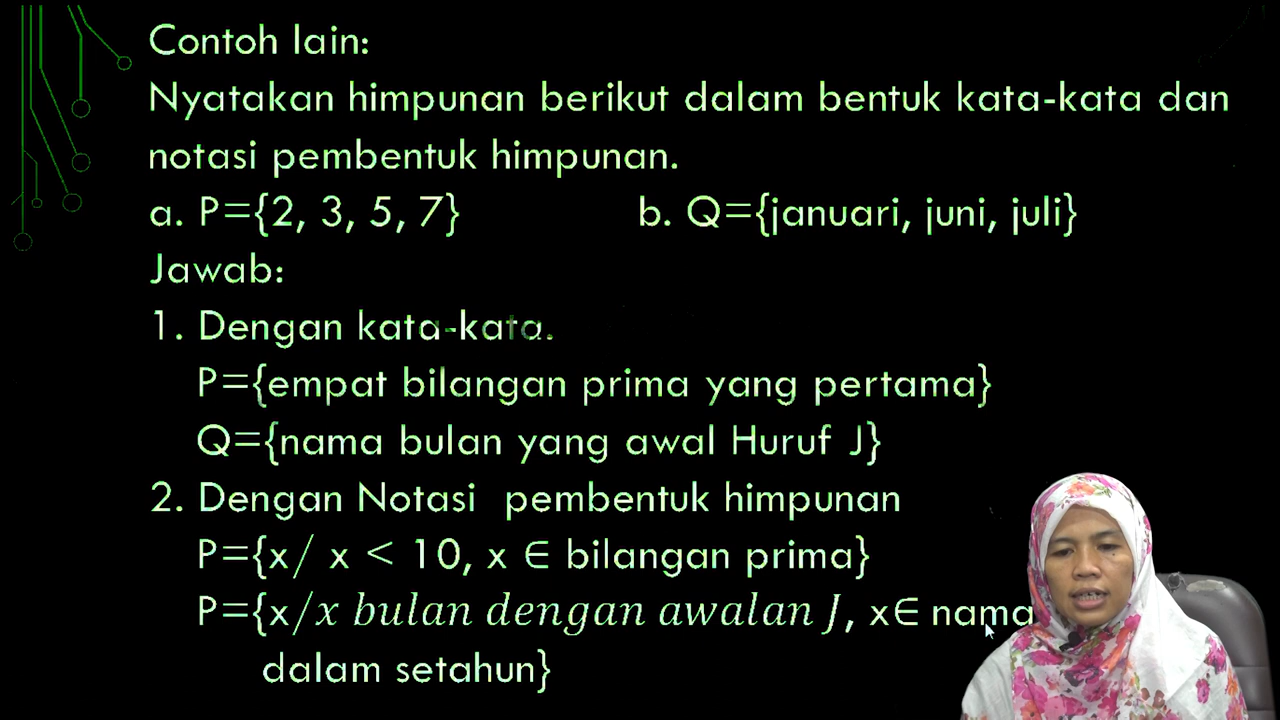 Contoh lain:
Nyatakan himpunan berikut dalam bentuk kata-kata dan
notasi pembentuk himpunan.
a. P={2, 3, 5, 7} b. Q={januari, juni, juli}
Jawab:
1. Dengan kata-kata.
P={empat bilangan prima yang pertama}
Q={nama bulan yang awal Huruf J}
2. Dengan Notasi pembentuk himpunan
P={x/ x < 10, x ∈ bilangan prima}
P={x/x bulan dengan awalan J, x∈ nama
dalam setahun}